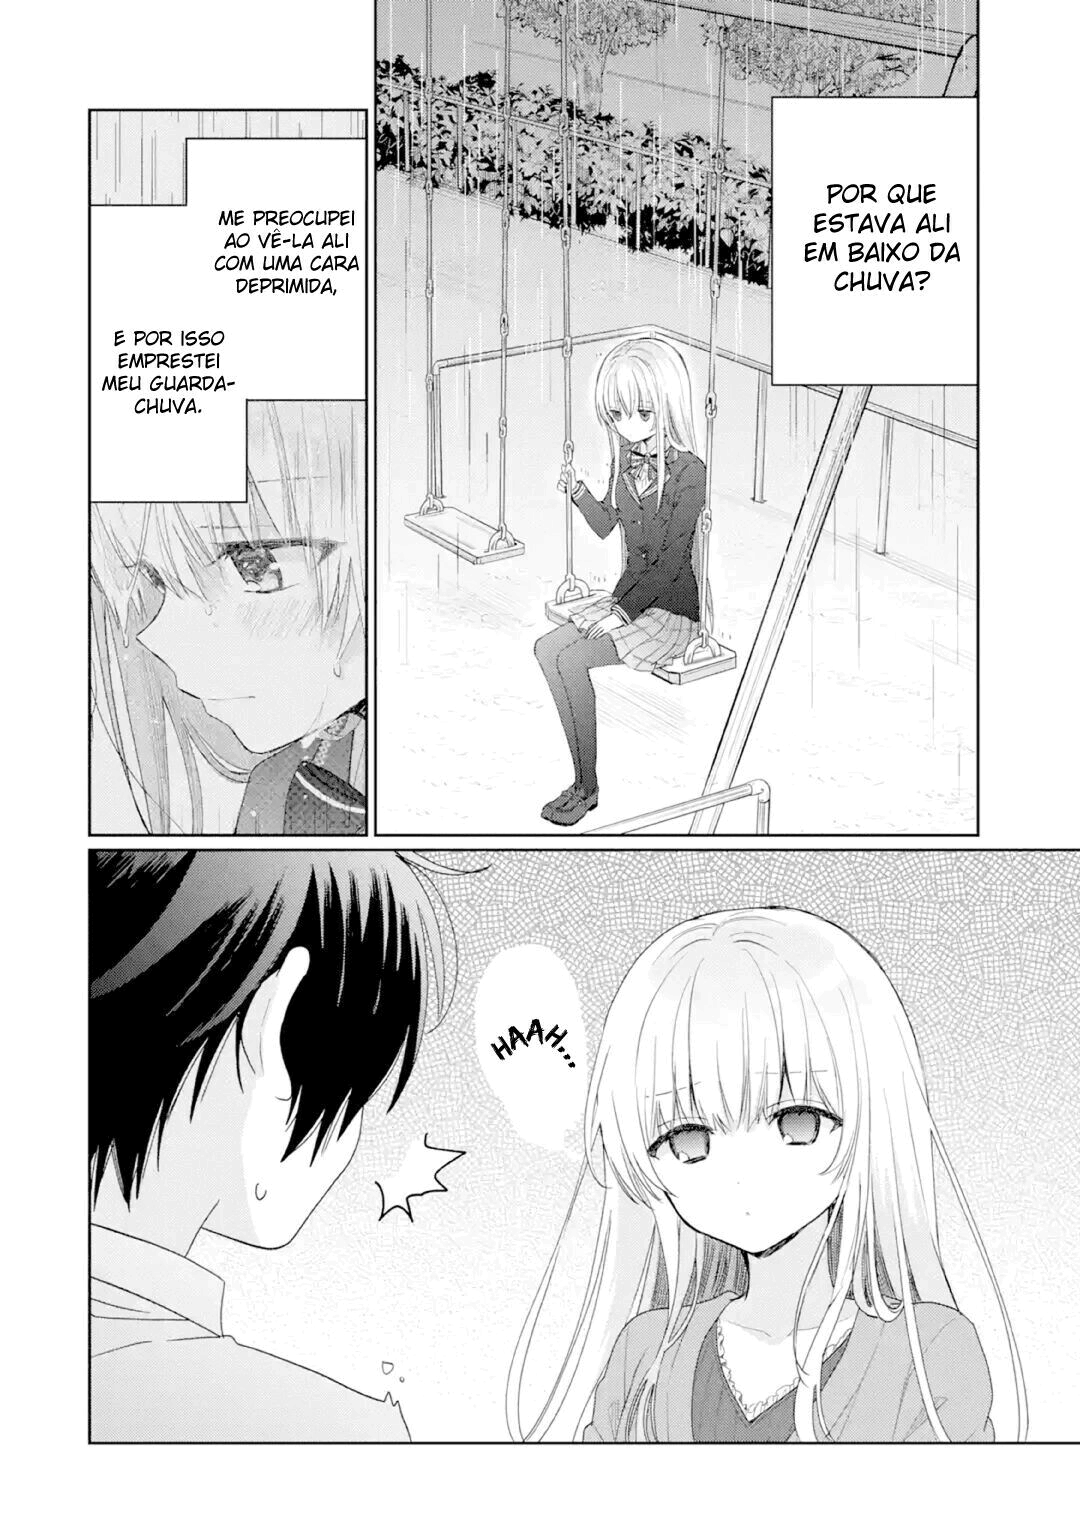 POR QUE
ESTAVA ALI
EM BAIXO DA
CHUVA?
ME PREOCUPEI
AO VÊ-LA ALI
COM UMA CARA
DEPRIMIDA,
E POR ISSO
EMPRESTEI
MEU GUARDA-
CHUVA.
HAAH...